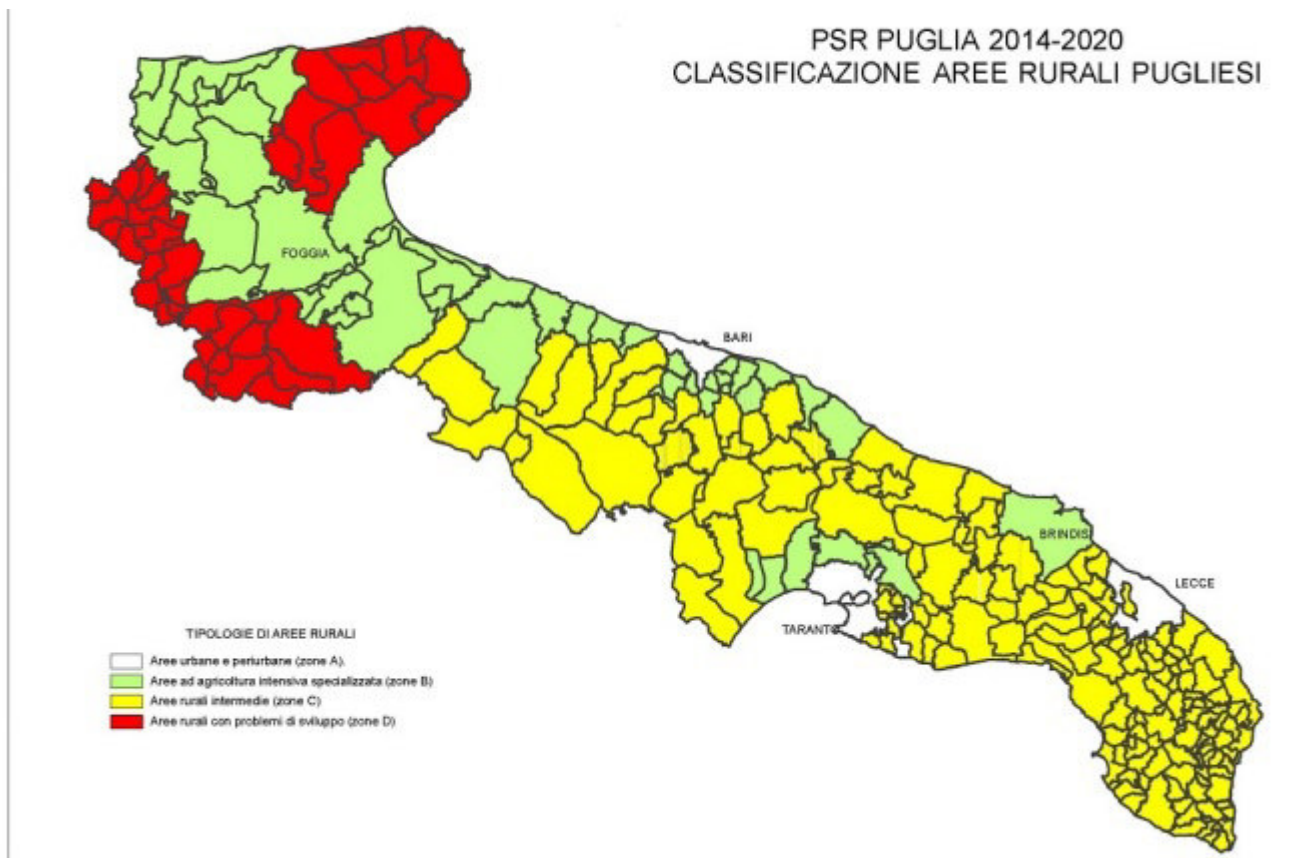 PSR PUGLIA 2014-2020
CLASSIFICAZIONE AREE RURALI PUGLIESI
FOGGIA
BARI
BRINDIS
LECCE
TARANTO
TIPOLOGIE DI AREE RURALI
Aree urbane e periurbane (zone A).
Aree ad agricoltura intensiva specializzata (zone B)
Aree rurali intermedie (zone C)
Aree rurali con problemi di sviluppo (zone D)